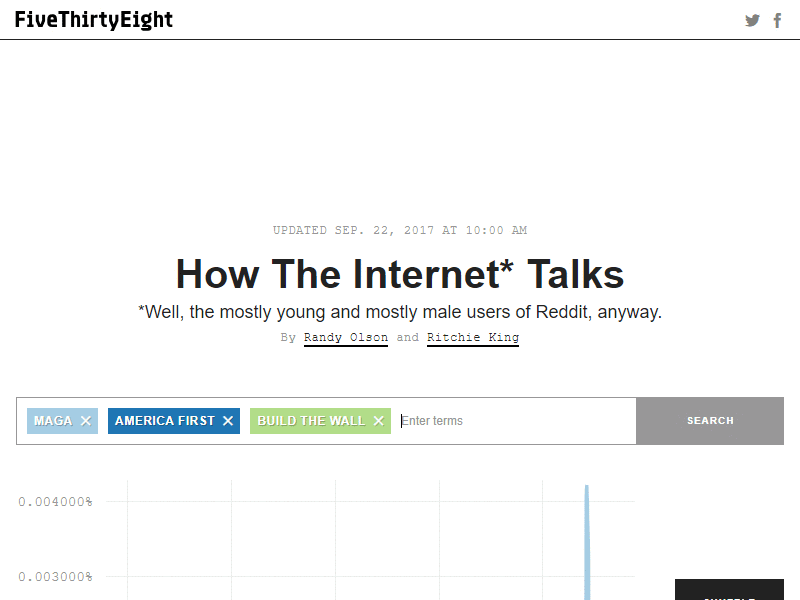 FiveThirtyEight
UPDATED SEP. 22, 2017 AT 10:00 AM
How The Internet* Talks
*Well, the mostly young and mostly male users of Reddit, anyway.
By Randy Olson and Ritchie King
MAGA × AMERICA FIRST × BUILD THE WALL × Enter terms SEARCH
0.004000%
0.003000%